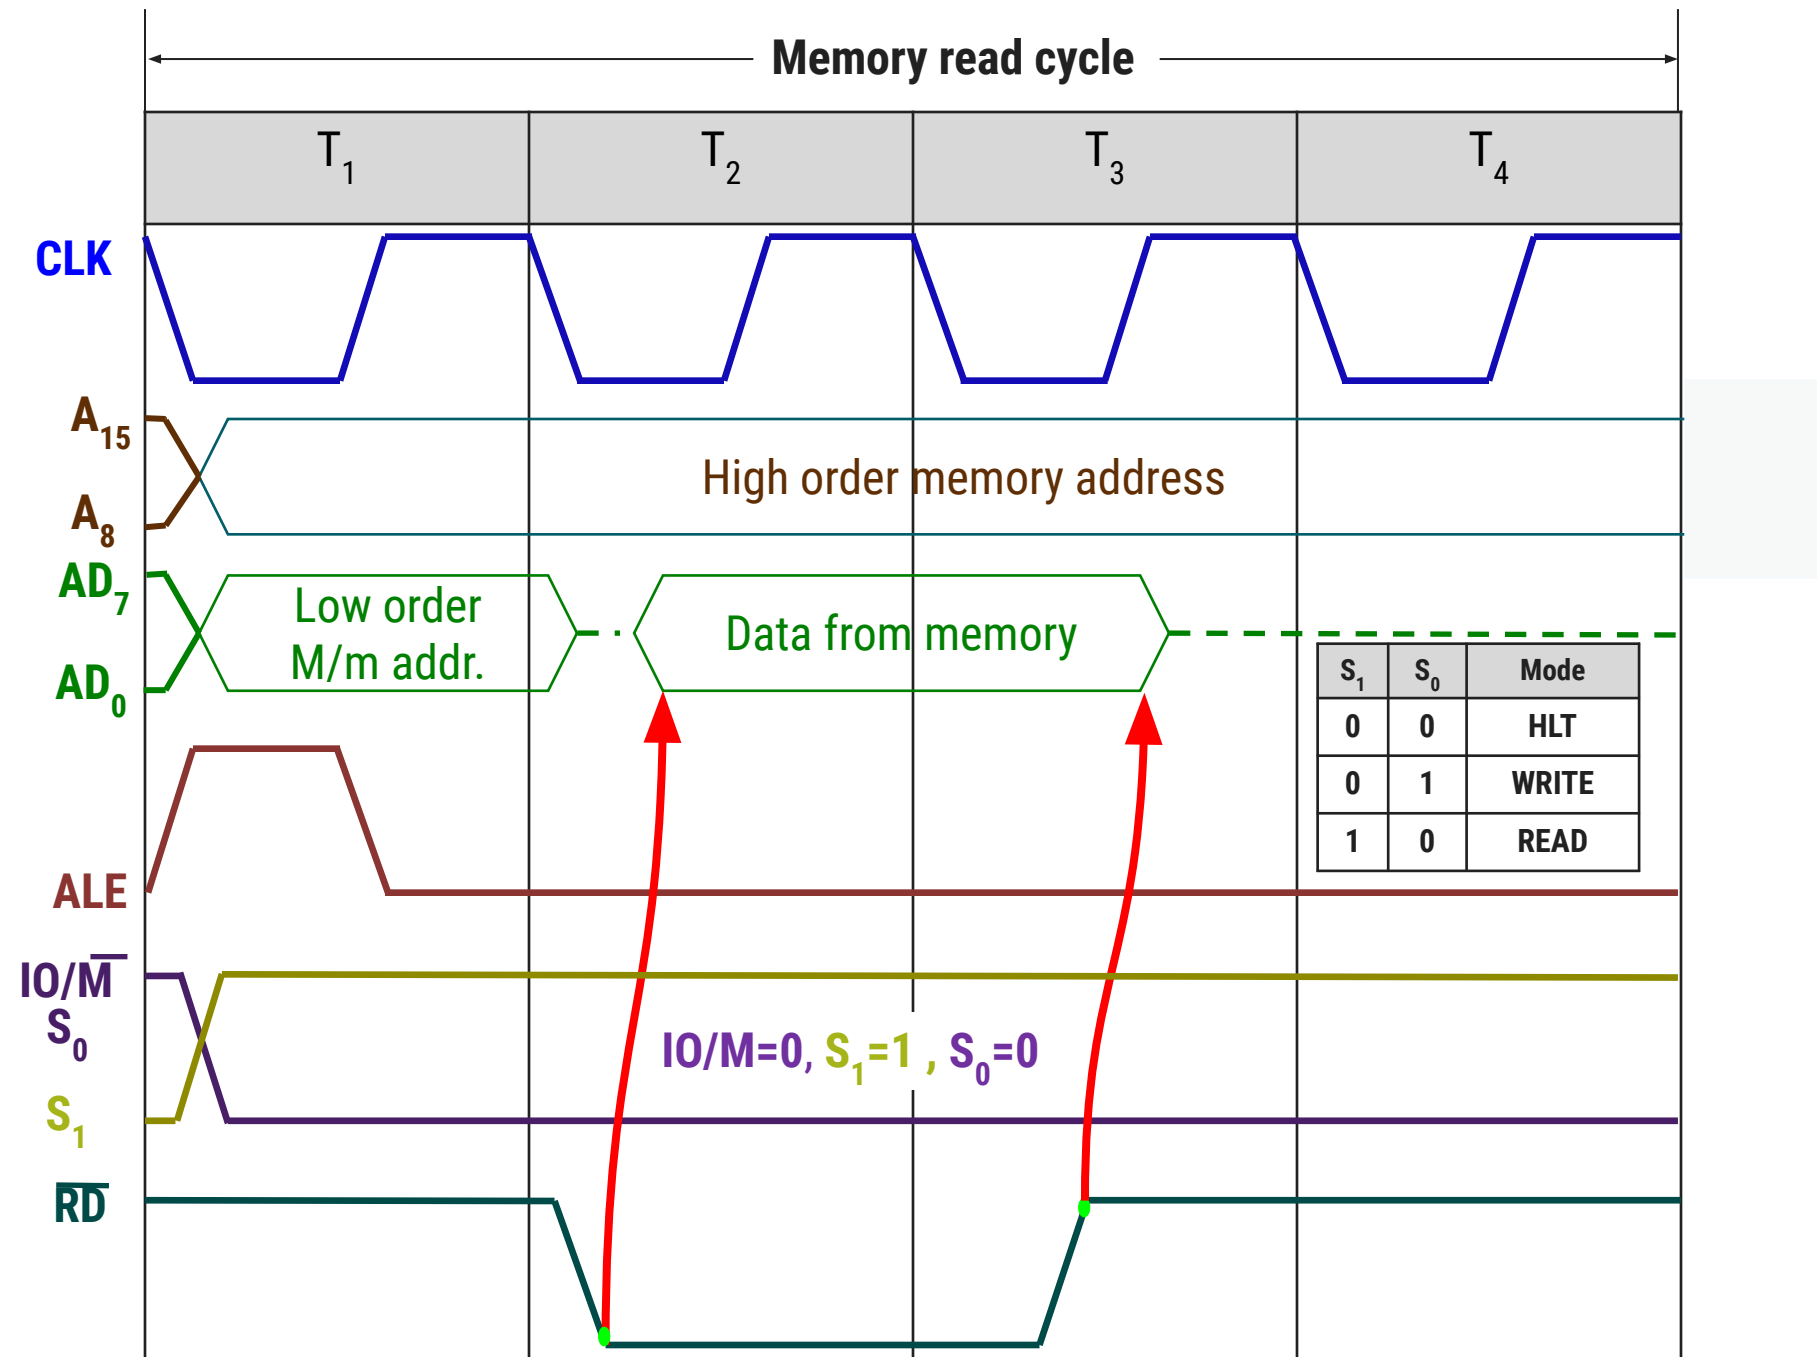 Memory read cycle
T1 T2 T3 T4
CLK
A15
High order memory address
A8
AD7
Low order
M/m addr.
Data from memory
AD0
S1 S0 Mode
0 0 HLT
0 1 WRITE
1 0 READ
ALE
IO/M̅
S0
IO/M=0, S1=1 , S0=0
S1
R̅D̅